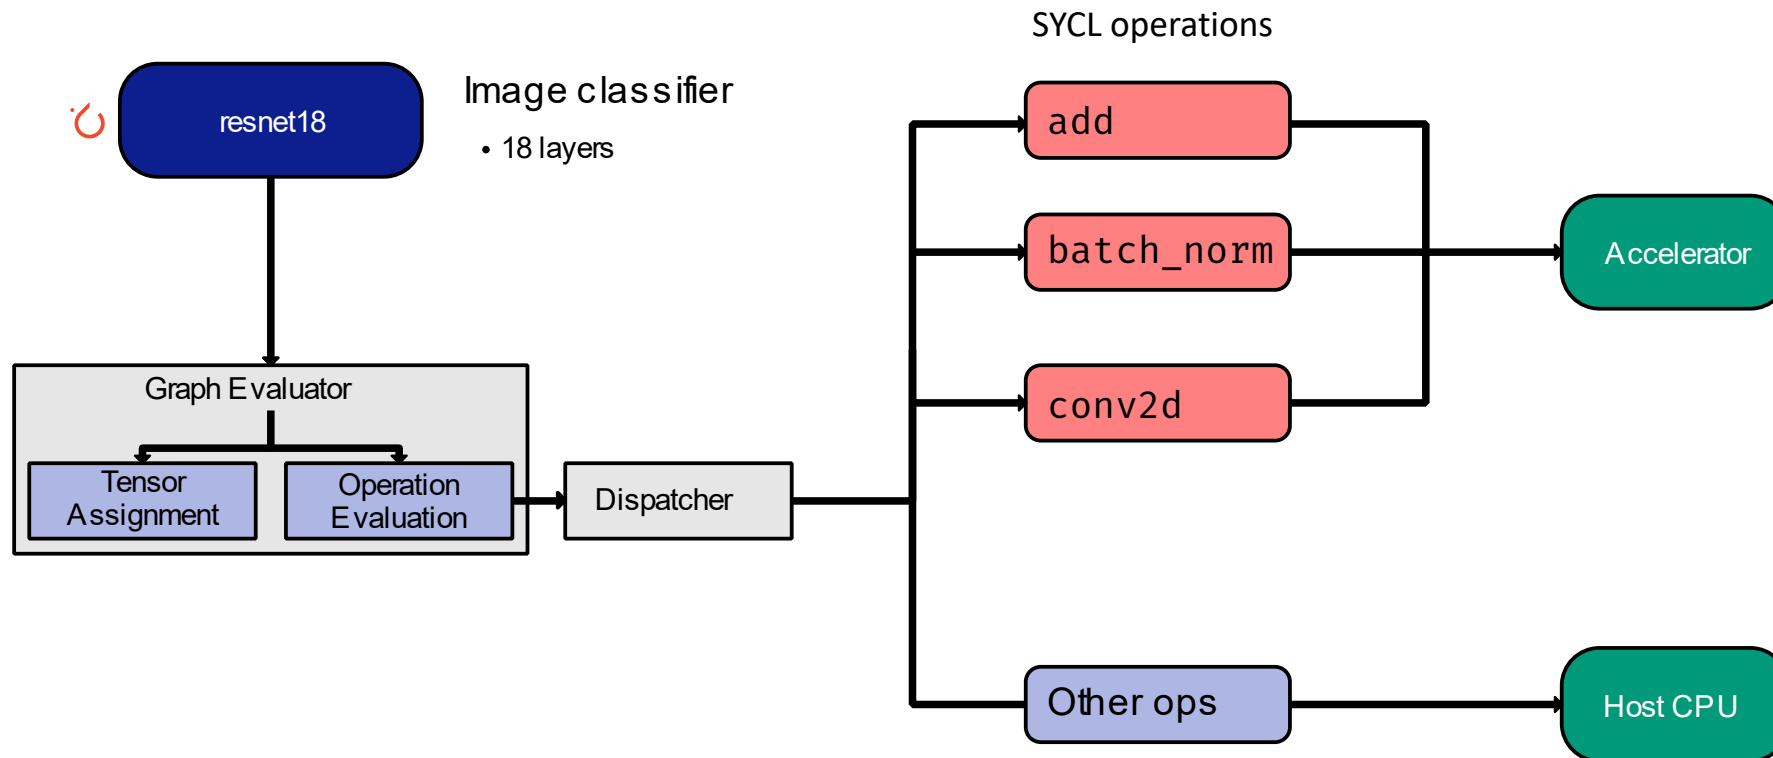 SYCL operations
resnet18
Image classifier
• 18 layers
add
batch_norm
conv2d
Accelerator
Graph Evaluator
Tensor
Assignment
Operation
Evaluation
Dispatcher
Other ops
Host CPU